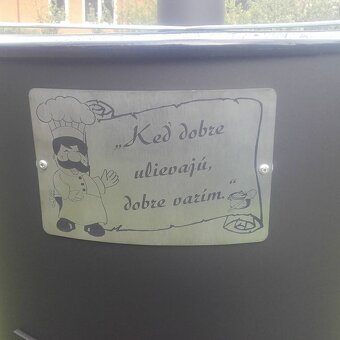 „Keď dobre
ulievajú,
dobre varím.“